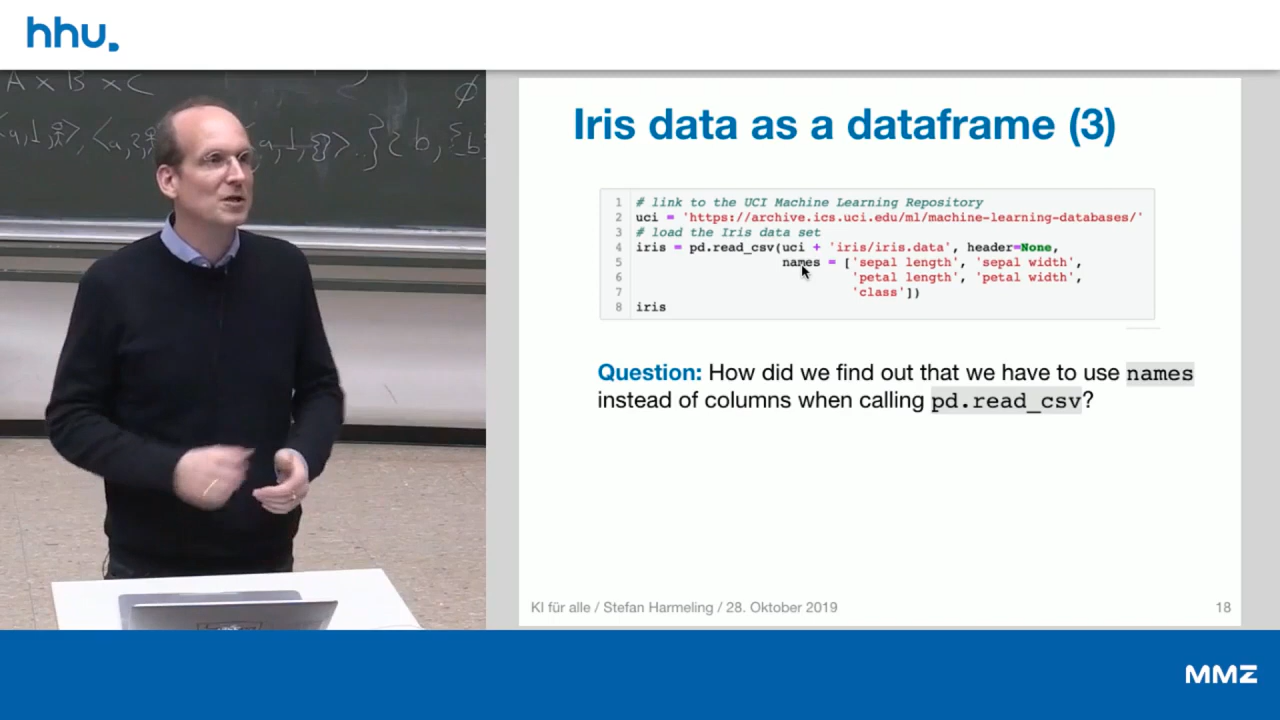 hhu.
A x B x C
Iris data as a dataframe (3)
1 # link to the UCI Machine Learning Repository
2 uci = 'https://archive.ics.uci.edu/ml/machine-learning-databases/'
3 # load the Iris data set
4 iris = pd.read_csv(uci + 'iris/iris.data', header=None,
5 names = ['sepal length', 'sepal width',
6 'petal length', 'petal width',
7 'class'])
8 iris
Question: How did we find out that we have to use names
instead of columns when calling pd.read_csv?
KI für alle / Stefan Harmeling / 28. Oktober 2019
18
MMZ